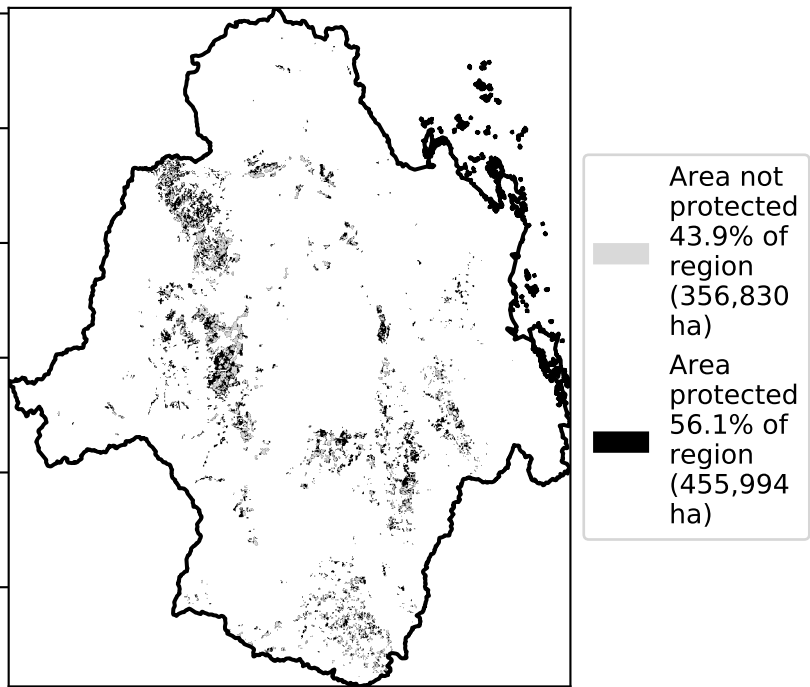 Area not
protected
43.9% of
region
(356,830
ha)
Area
protected
56.1% of
region
(455,994
ha)